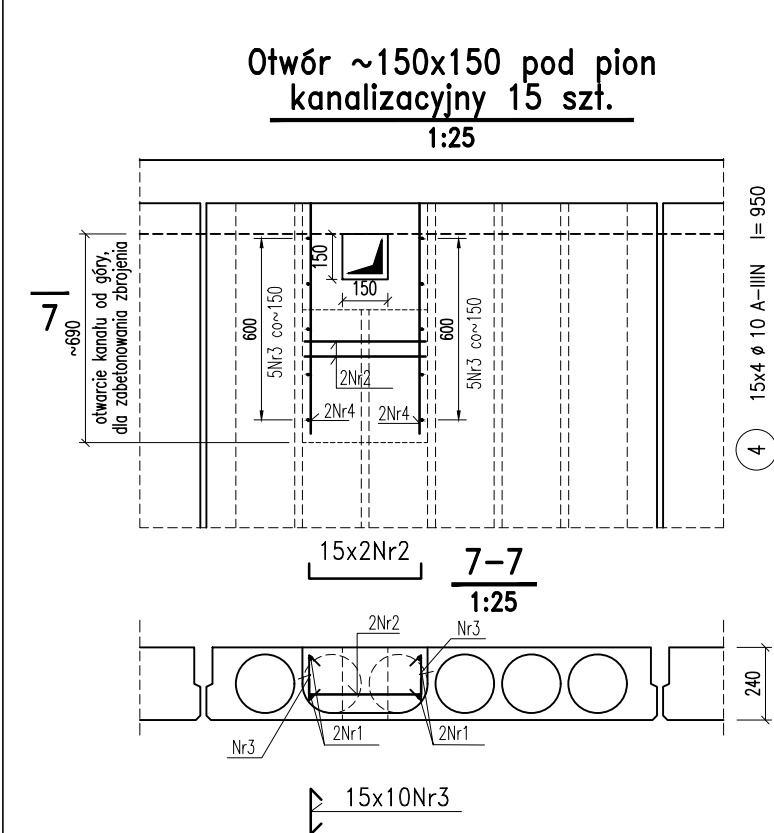 Otwór ~150x150 pod pion
kanalizacyjny 15 szt.
1:25
7
~690
otwarcie kanału od góry,
dla zabetonowania zbrojenia
600
5Nr3 co~150
150
150
2Nr2
2Nr4
2Nr4
600
5Nr3 co~150
4 15x4 ø 10 A-IIIN l= 950
15x2Nr2
7-7
1:25
2Nr2
Nr3
240
Nr3
2Nr1
2Nr1
15x10Nr3